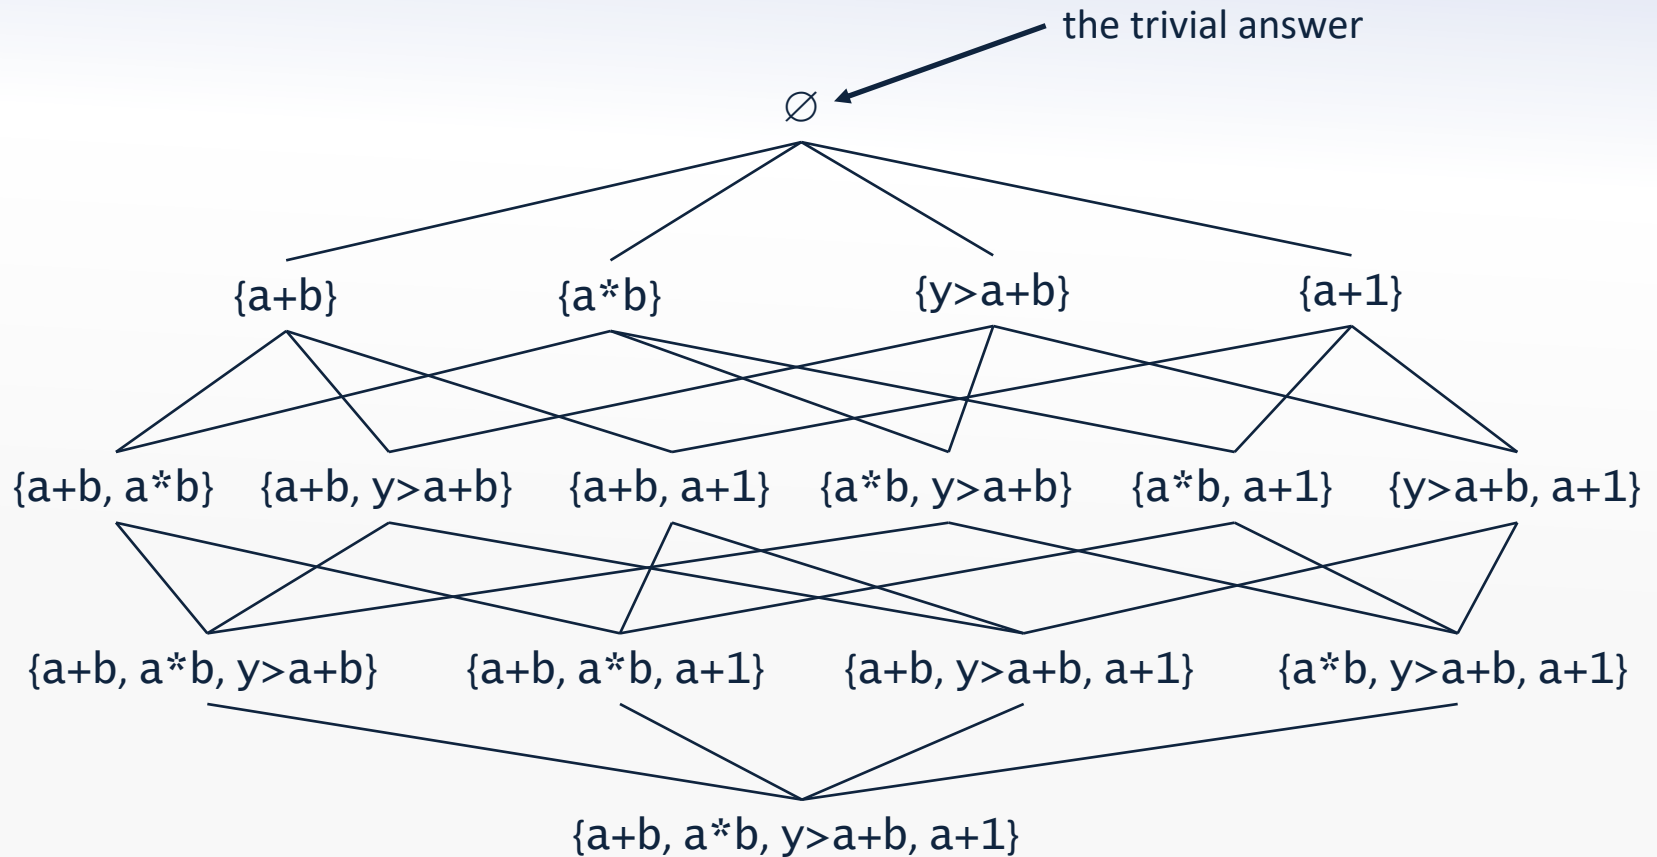 the trivial answer
∅
{a+b} {a*b} {y>a+b} {a+1}
{a+b, a*b} {a+b, y>a+b} {a+b, a+1} {a*b, y>a+b} {a*b, a+1} {y>a+b, a+1}
{a+b, a*b, y>a+b} {a+b, a*b, a+1} {a+b, y>a+b, a+1} {a*b, y>a+b, a+1}
{a+b, a*b, y>a+b, a+1}